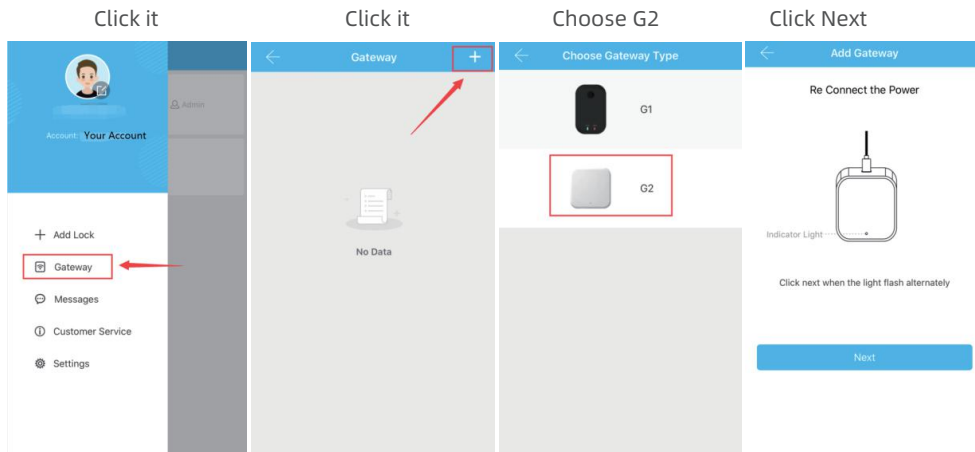 Click it
Click it
Choose G2
Click Next
Admin
Account: Your Account
Add Lock
Gateway
Messages
Customer Service
Settings
Gateway
No Data
Choose Gateway Type
G1
G2
Add Gateway
Re Connect the Power
Indicator Light
Click next when the light flash alternately
Next